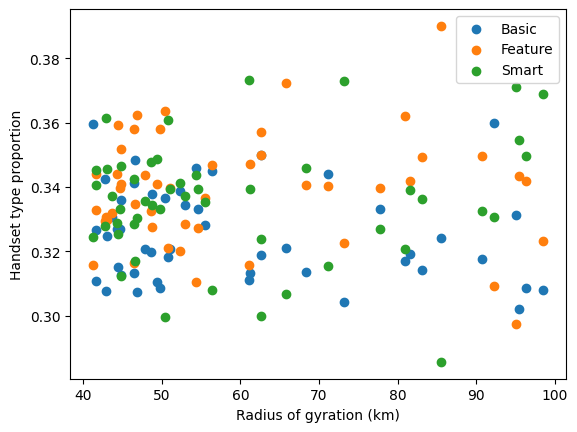 Basic
Feature
Smart
Handset type proportion
0.38
0.36
0.34
0.32
0.30
40 50 60 70 80 90 100
Radius of gyration (km)